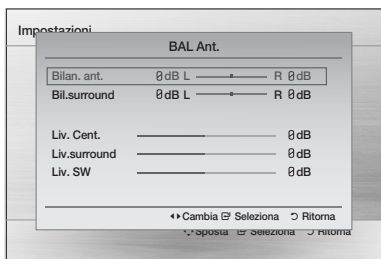 Impostazioni
BAL Ant.
Bilan. ant. 0dB L R 0dB
Bil.surround 0dB L R 0dB
Liv. Cent. 0dB
Liv.surround 0dB
Liv. SW 0dB
Cambia Seleziona Ritorna
Sposta Seleziona Ritorna